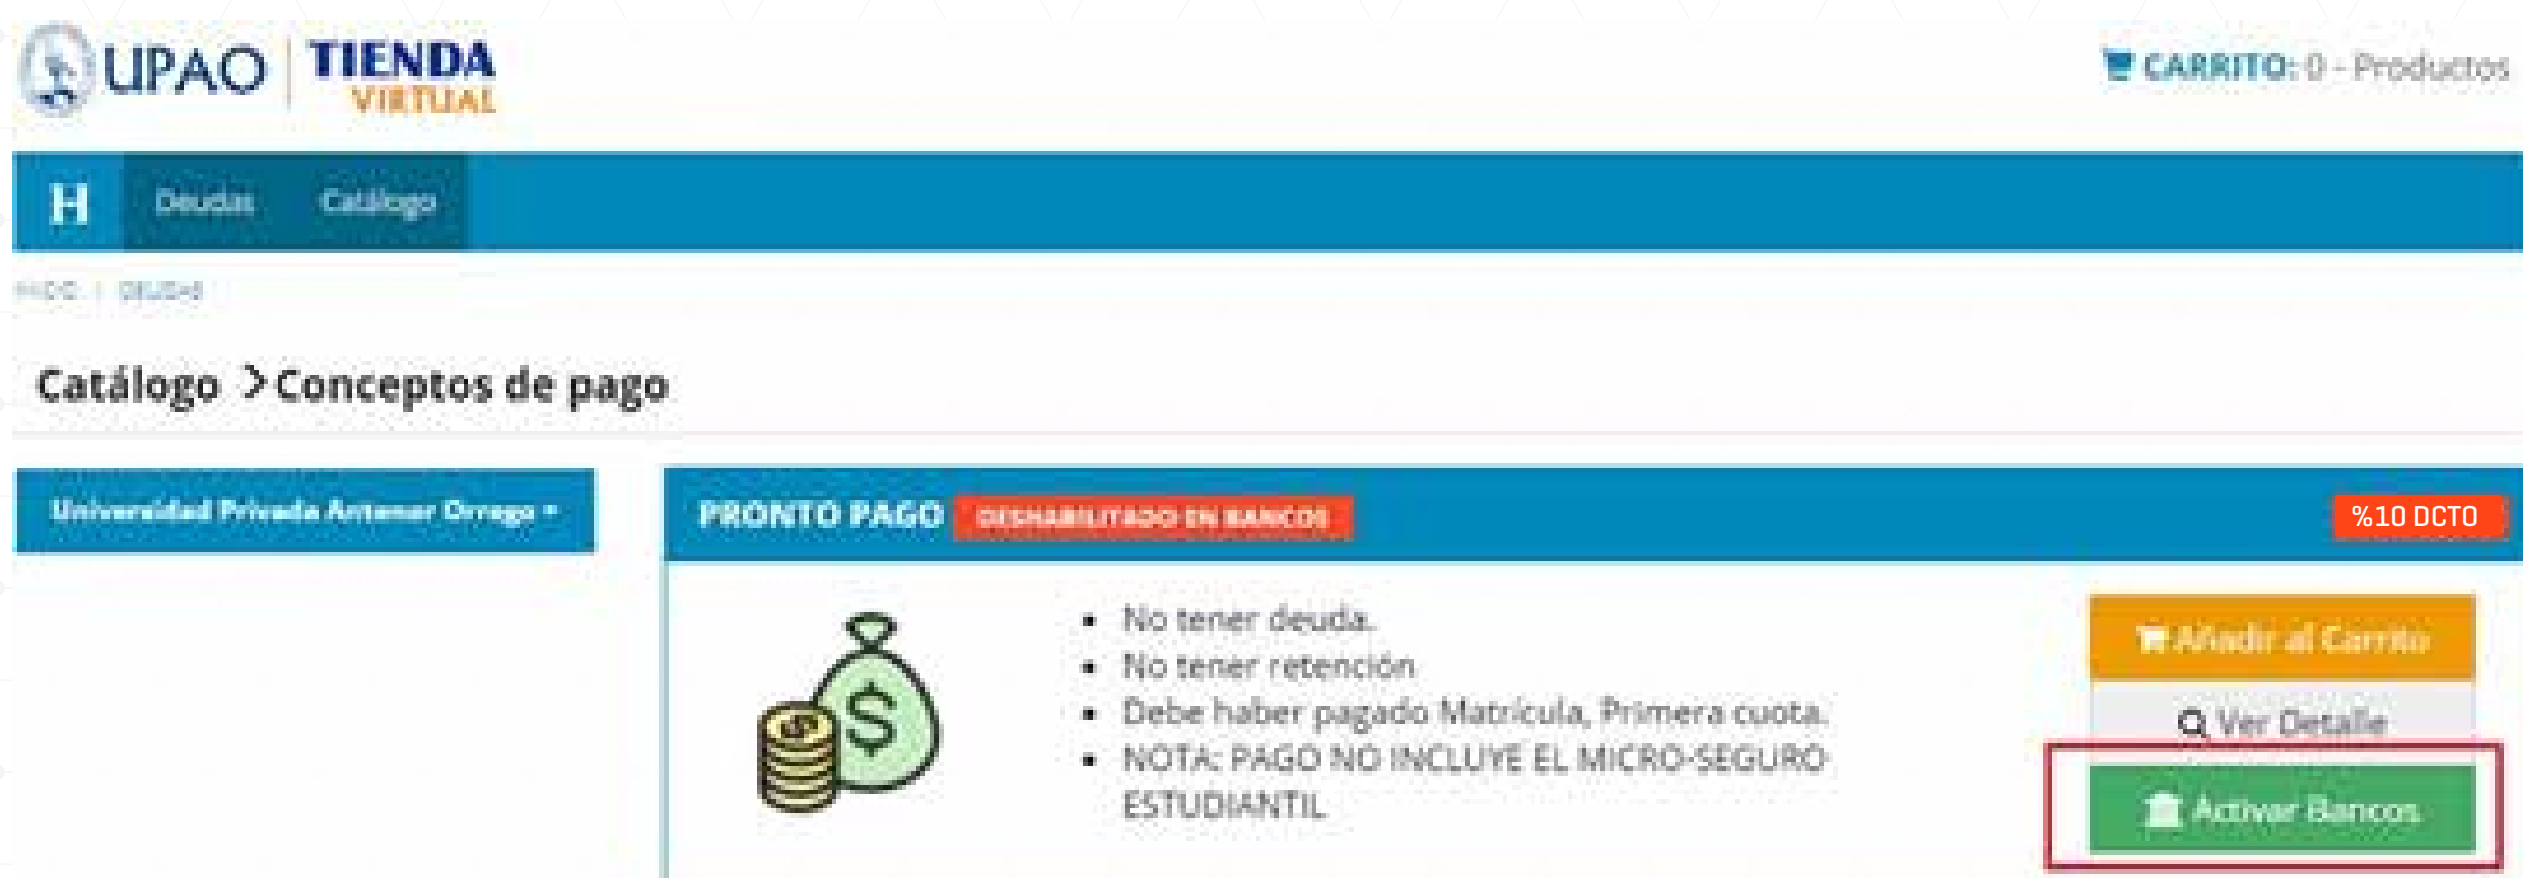 UPAO TIENDA
VIRTUAL
CARRITO: 0 - Productos
H Deudas Catálogo
INICIO / DEUDAS
Catálogo > Conceptos de pago
Universidad Privada Antenor Orrego
PRONTO PAGO DESHABILITADO EN BANCOS %10 DCTO
• No tener deuda.
• No tener retención
• Debe haber pagado Matrícula, Primera cuota.
• NOTA: PAGO NO INCLUYE EL MICRO-SEGURO
ESTUDIANTIL
Añadir al Carrito
Ver Detalle
Activar Bancos